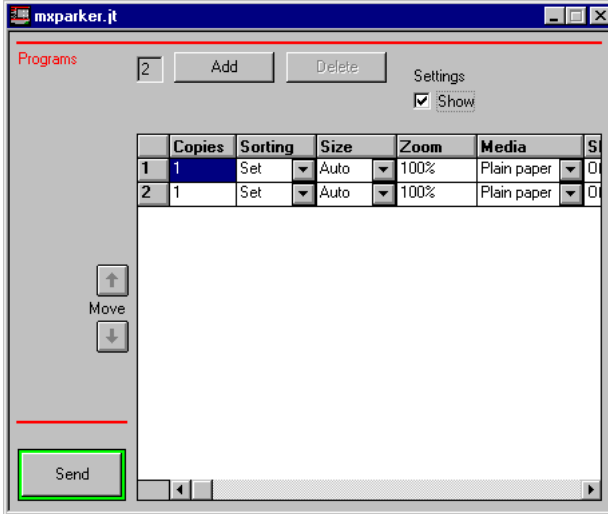 mxparker.jt
Programs 2 Add Delete Settings
Show
Copies Sorting Size Zoom Media
1 1 Set Auto 100% Plain paper
2 1 Set Auto 100% Plain paper
Move
Send